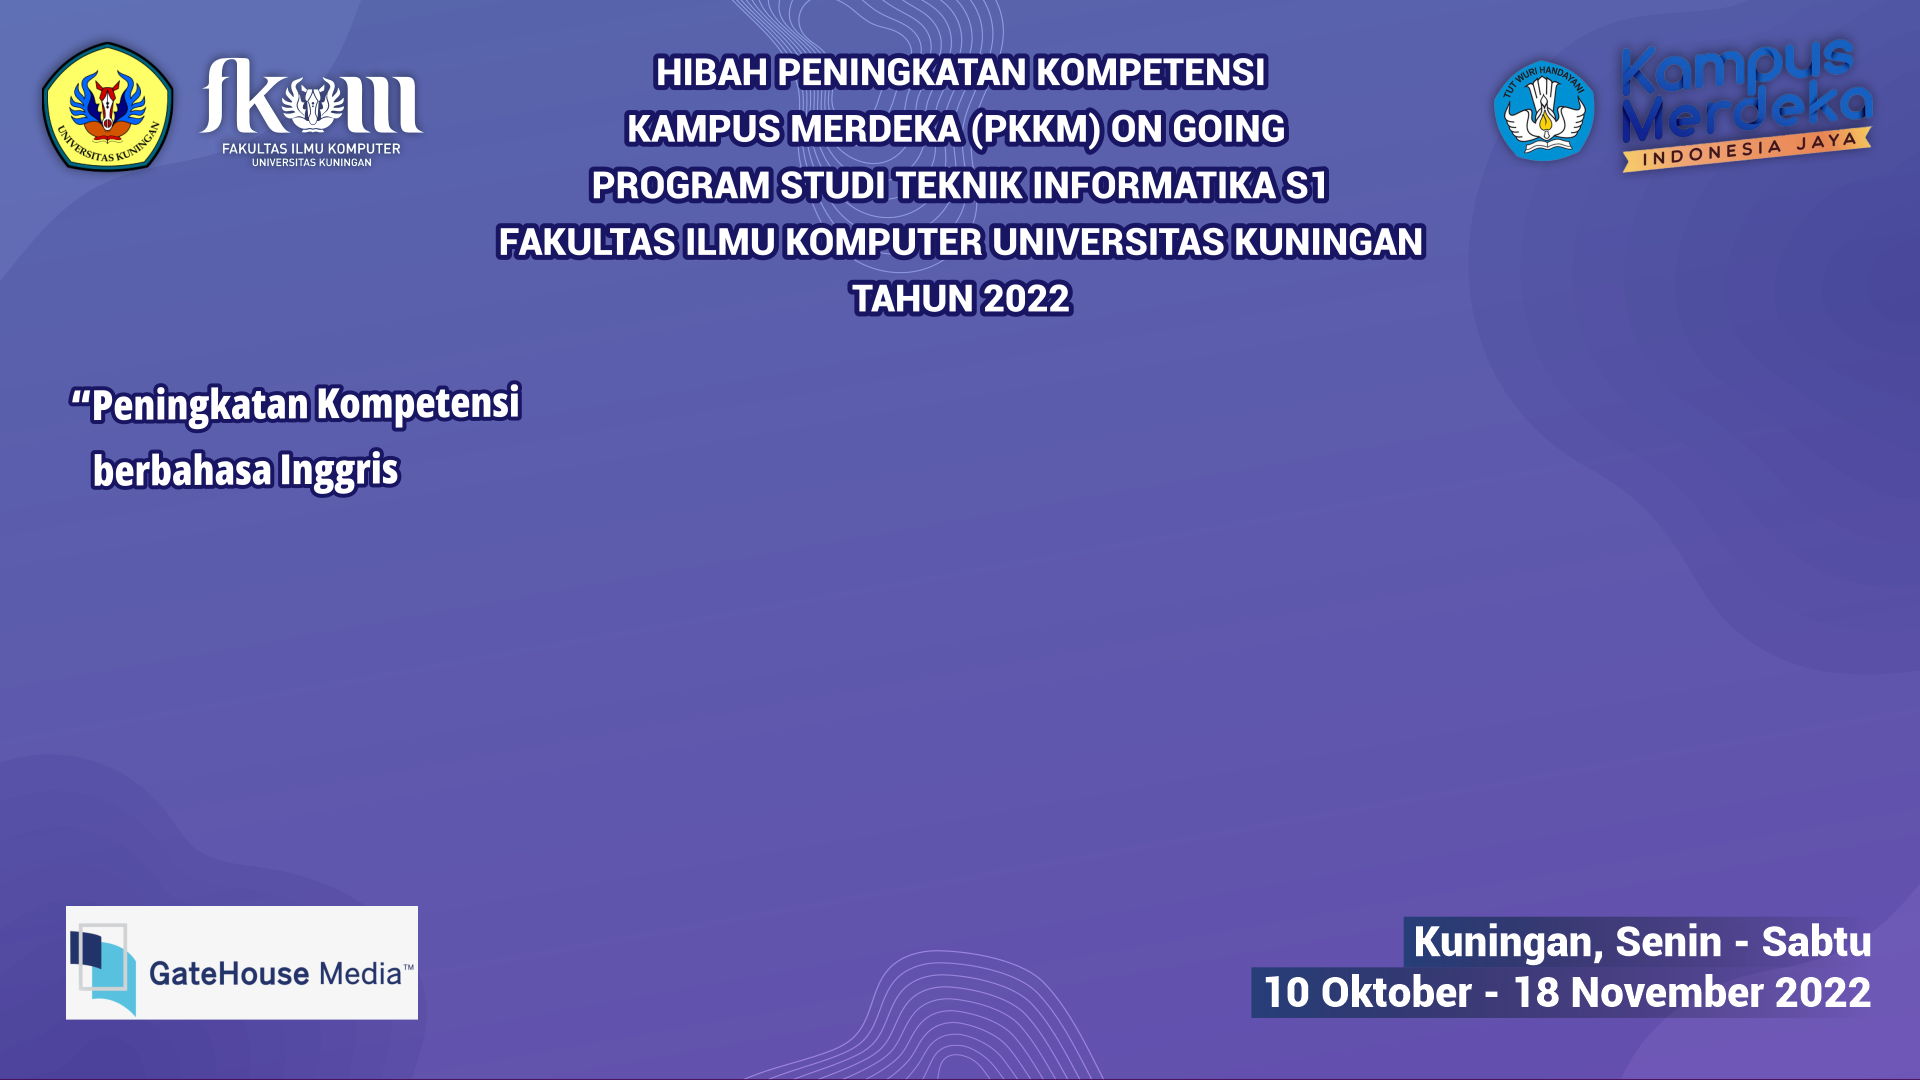 UNIVERSITAS KUNINGAN
fkom
FAKULTAS ILMU KOMPUTER
UNIVERSITAS KUNINGAN
HIBAH PENINGKATAN KOMPETENSI
KAMPUS MERDEKA (PKKM) ON GOING
PROGRAM STUDI TEKNIK INFORMATIKA S1
FAKULTAS ILMU KOMPUTER UNIVERSITAS KUNINGAN
TAHUN 2022
TUT WURI HANDAYANI
Kampus
Merdeka
INDONESIA JAYA
“Peningkatan Kompetensi
berbahasa Inggris
GateHouse Media™
Kuningan, Senin - Sabtu
10 Oktober - 18 November 2022